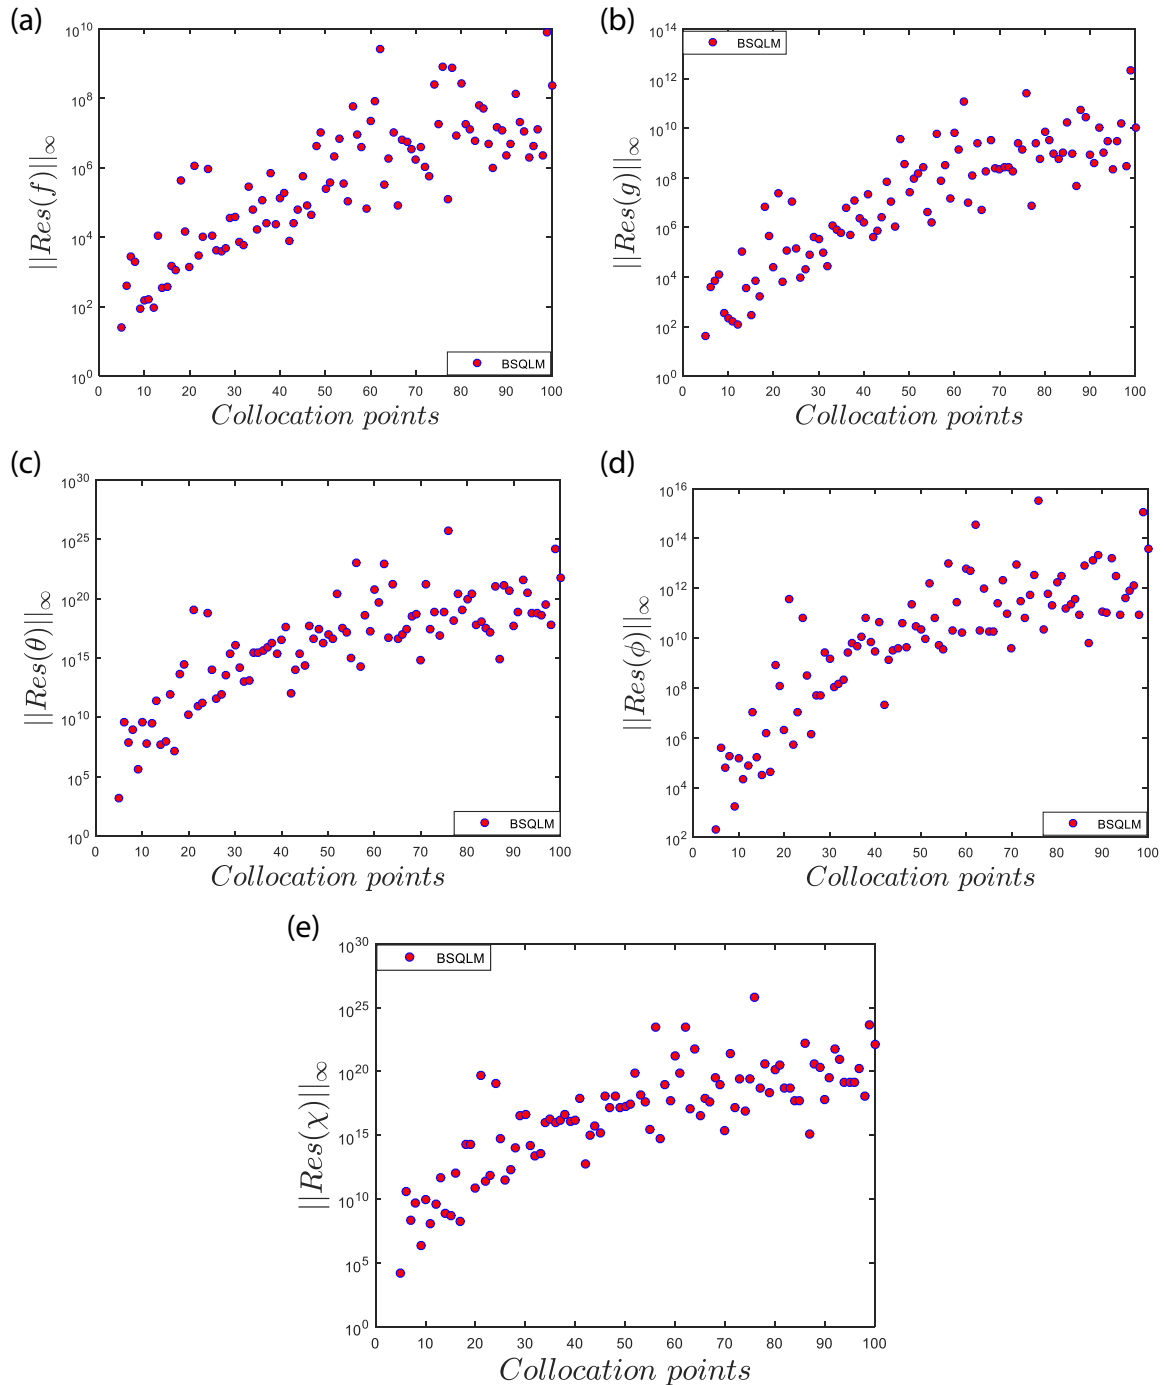 (a)
10^10
10^8
10^6
10^4
10^2
10^0
||Res(f)||∞
0 10 20 30 40 50 60 70 80 90 100
Collocation points
BSQLM
(b)
10^14
10^12
10^10
10^8
10^6
10^4
10^2
10^0
||Res(g)||∞
0 10 20 30 40 50 60 70 80 90 100
Collocation points
BSQLM
(c)
10^30
10^25
10^20
10^15
10^10
10^5
10^0
||Res(θ)||∞
0 10 20 30 40 50 60 70 80 90 100
Collocation points
BSQLM
(d)
10^16
10^14
10^12
10^10
10^8
10^6
10^4
10^2
||Res(ϕ)||∞
0 10 20 30 40 50 60 70 80 90 100
Collocation points
BSQLM
(e)
10^30
10^25
10^20
10^15
10^10
10^5
10^0
||Res(χ)||∞
0 10 20 30 40 50 60 70 80 90 100
Collocation points
BSQLM